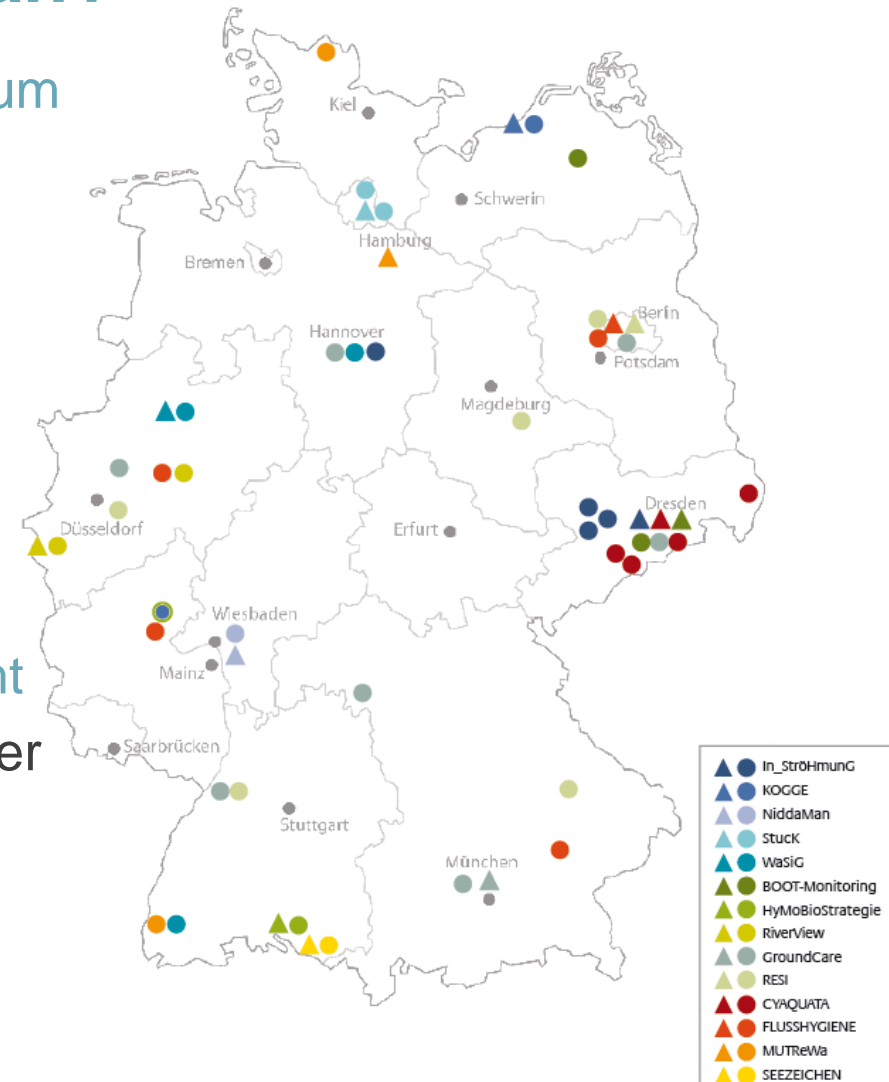 um
Kiel
Schwerin
Hamburg
Bremen
Berlin
Hannover
Potsdam
Magdeburg
Dresden
Düsseldorf
Erfurt
Wiesbaden
Mainz
nt
er
Saarbrücken
Stuttgart
München
In_StröHmunG
KOGGE
NiddaMan
StucK
WaSiG
BOOT-Monitoring
HyMoBioStrategie
RiverView
GroundCare
RESI
CYAQUATA
FLUSSHYGIENE
MUTReWa
SEEZEICHEN